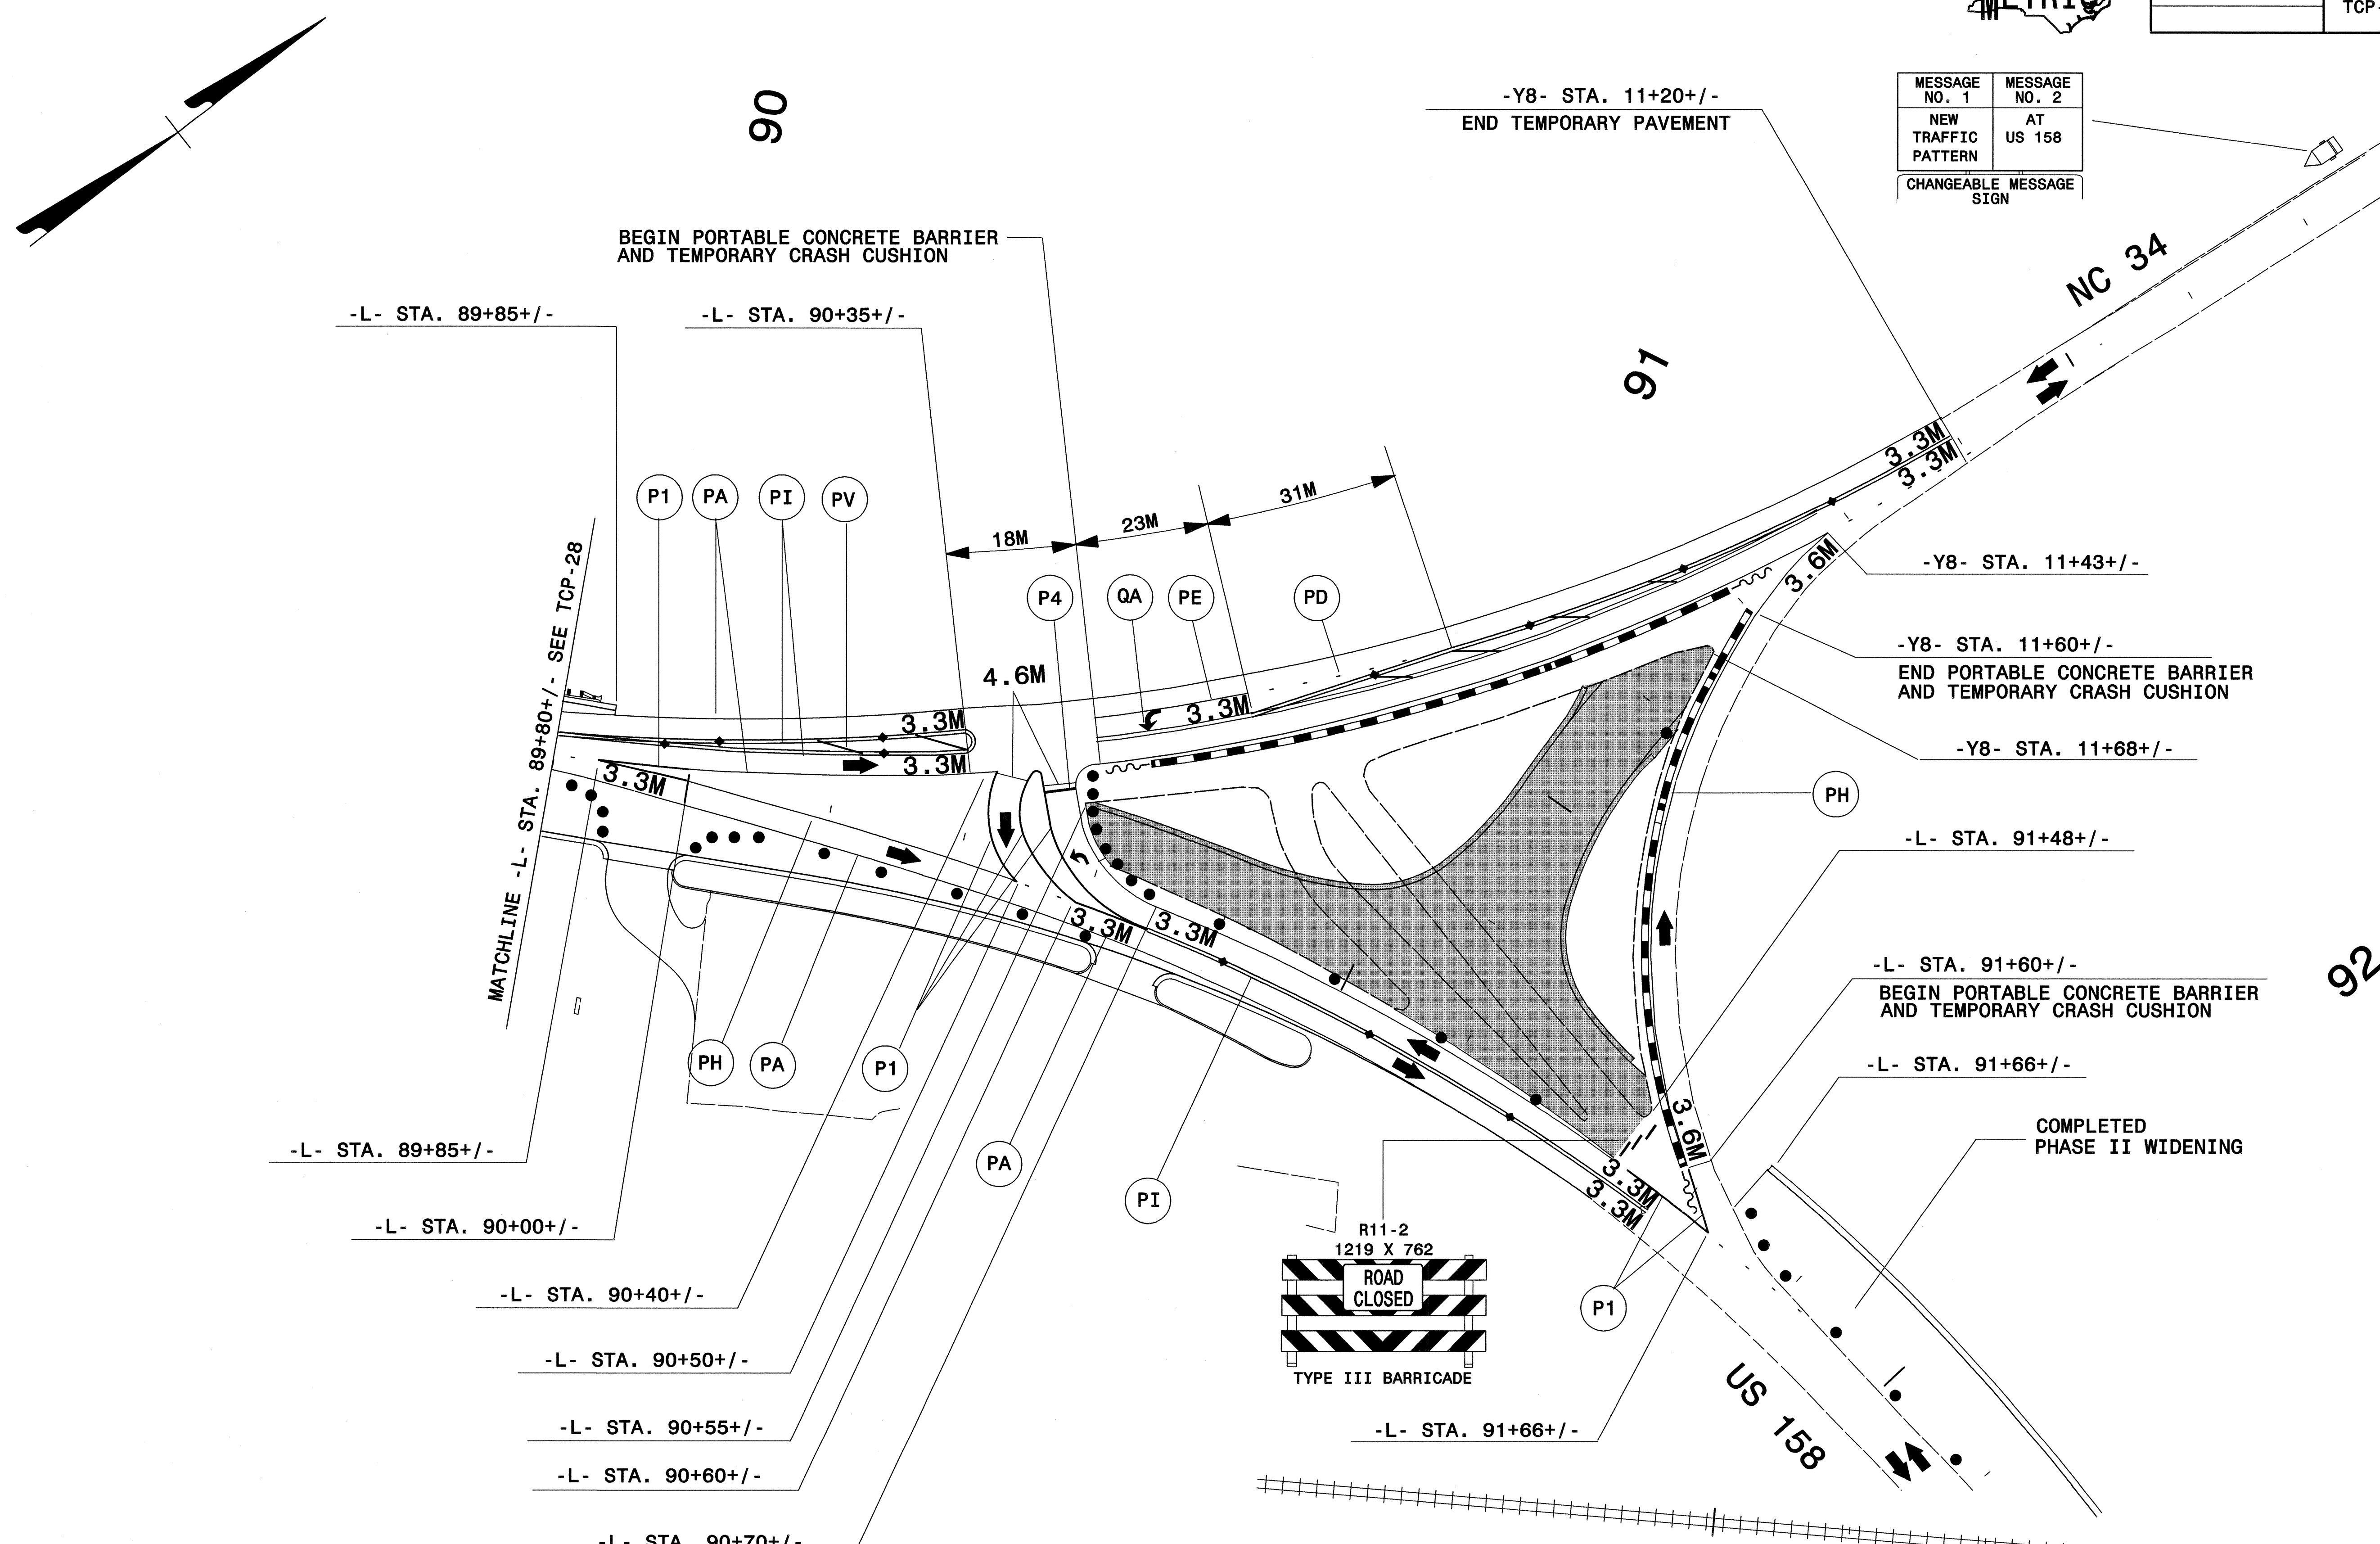 METRIC
TCP-
MESSAGE NO. 1
MESSAGE NO. 2
NEW TRAFFIC PATTERN
AT US 158
CHANGEABLE MESSAGE
SIGN
-Y8- STA. 11+20+/-
END TEMPORARY PAVEMENT
90
BEGIN PORTABLE CONCRETE BARRIER
AND TEMPORARY CRASH CUSHION
NC 34
-L- STA. 89+85+/-
-L- STA. 90+35+/-
91
3.3M
3.3M
P1
PA
PI
PV
18M
23M
31M
P4
QA
PE
PD
3.6M
-Y8- STA. 11+43+/-
-Y8- STA. 11+60+/-
END PORTABLE CONCRETE BARRIER
AND TEMPORARY CRASH CUSHION
-Y8- STA. 11+68+/-
MATCHLINE -L- STA. 89+80+/- SEE TCP-28
4.6M
3.3M
3.3M
3.3M
3.3M
PH
-L- STA. 91+48+/-
3.3M
3.3M
-L- STA. 91+60+/-
BEGIN PORTABLE CONCRETE BARRIER
AND TEMPORARY CRASH CUSHION
92
PH
PA
P1
-L- STA. 91+66+/-
3.6M
COMPLETED
PHASE II WIDENING
-L- STA. 89+85+/-
PA
PI
3.3M
3.3M
-L- STA. 90+00+/-
R11-2
1219 X 762
ROAD
CLOSED
TYPE III BARRICADE
P1
-L- STA. 90+40+/-
-L- STA. 90+50+/-
US 158
-L- STA. 90+55+/-
-L- STA. 91+66+/-
-L- STA. 90+60+/-
-L- STA. 90+70+/-